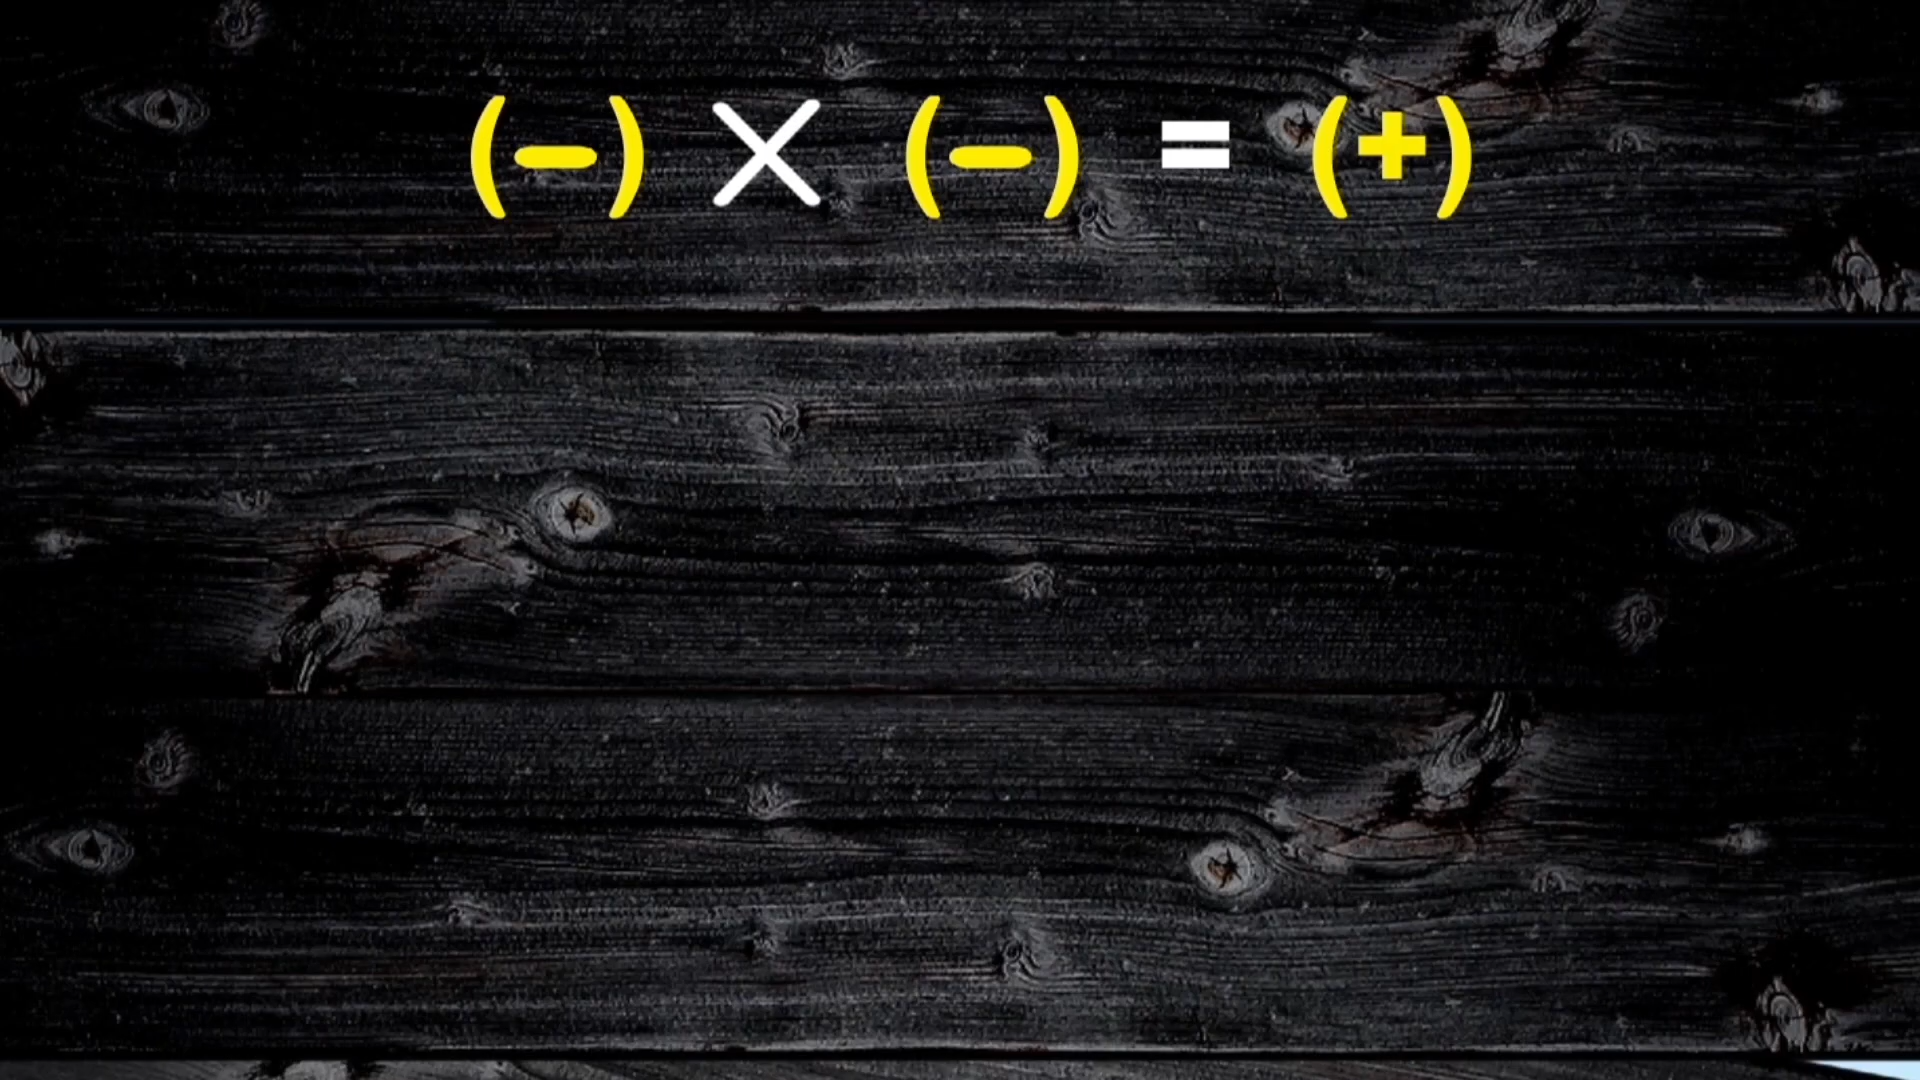 (-) × (-) = (+)